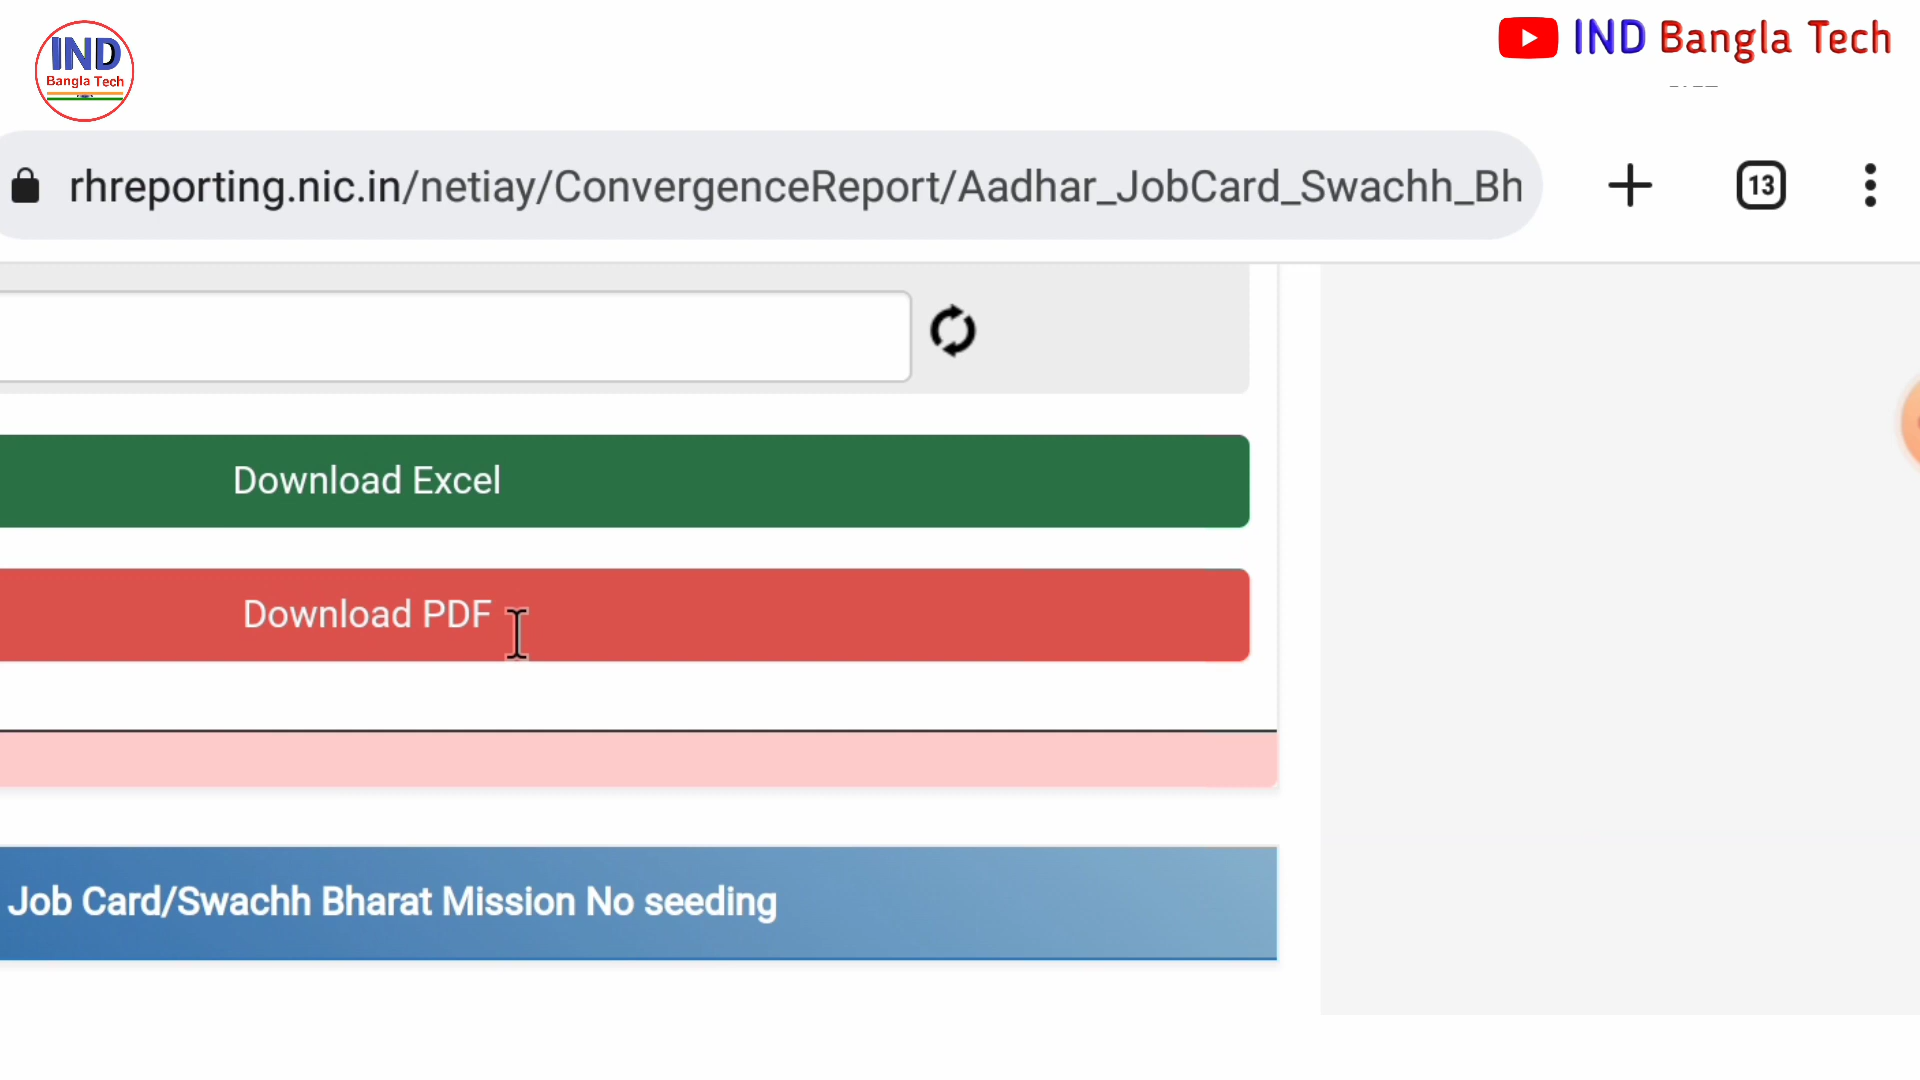 IND
Bangla Tech
IND Bangla Tech
rhreporting.nic.in/netiay/ConvergenceReport/Aadhar_JobCard_Swachh_Bh
13
Download Excel
Download PDF
Job Card/Swachh Bharat Mission No seeding